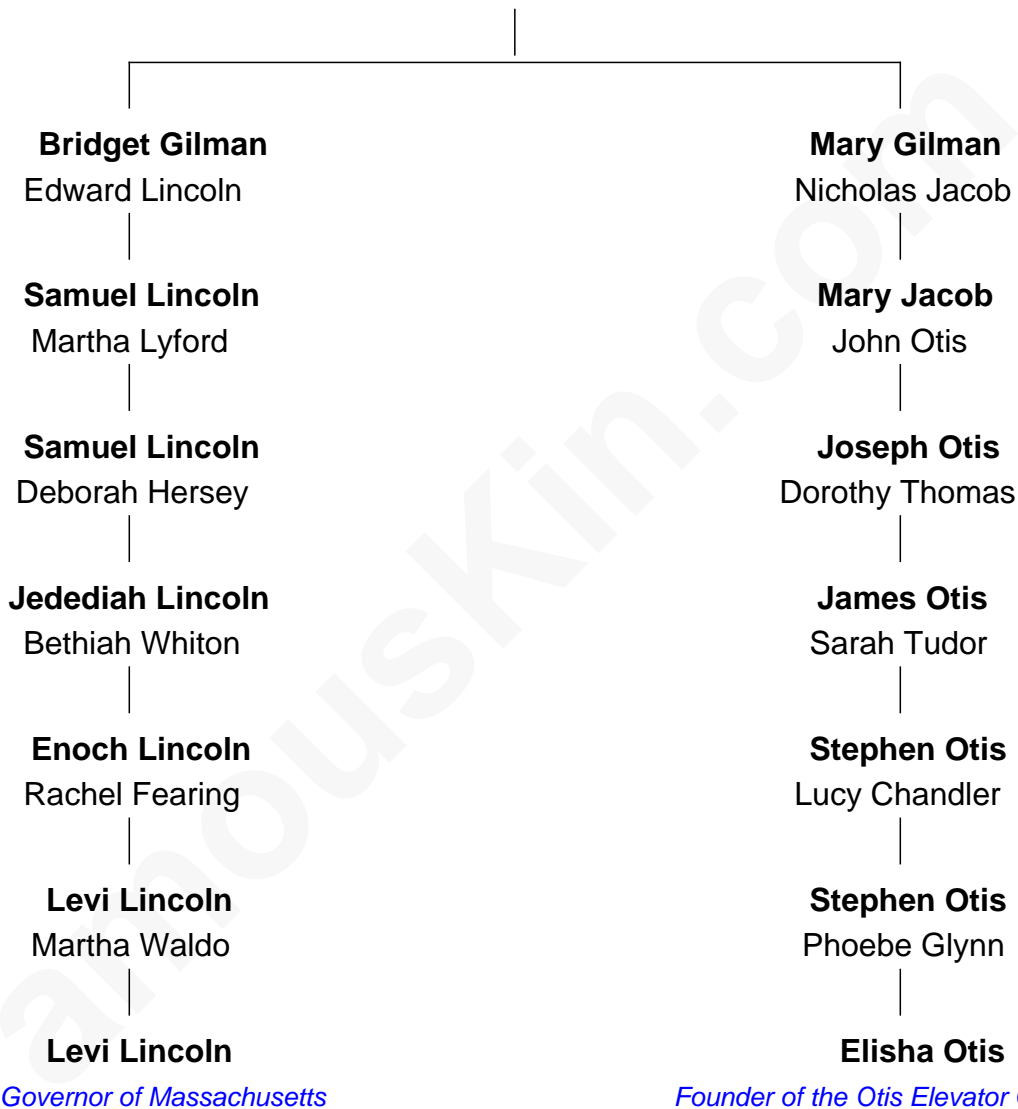 Bridget Gilman
Edward Lincoln
Mary Gilman
Nicholas Jacob
Samuel Lincoln
Martha Lyford
Mary Jacob
John Otis
Samuel Lincoln
Deborah Hersey
Joseph Otis
Dorothy Thomas
Jedediah Lincoln
Bethiah Whiton
James Otis
Sarah Tudor
Enoch Lincoln
Rachel Fearing
Stephen Otis
Lucy Chandler
Levi Lincoln
Martha Waldo
Stephen Otis
Phoebe Glynn
Levi Lincoln
Governor of Massachusetts
Elisha Otis
Founder of the Otis Elevator
amousKin.com